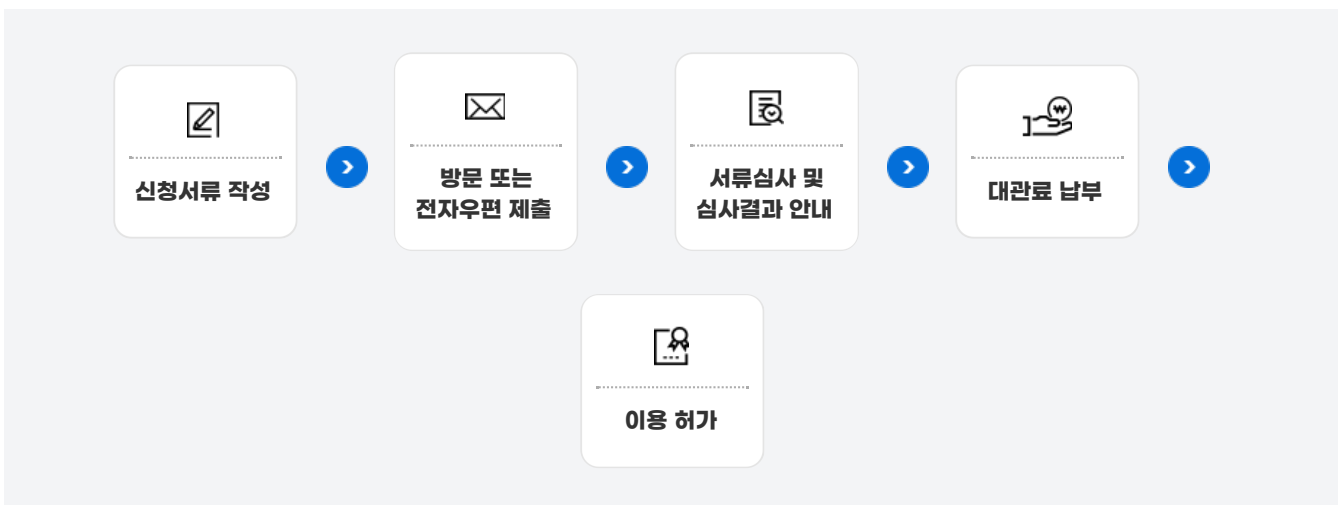 신청서류 작성
방문 또는
전자우편 제출
서류심사 및
심사결과 안내
대관료 납부
이용 허가